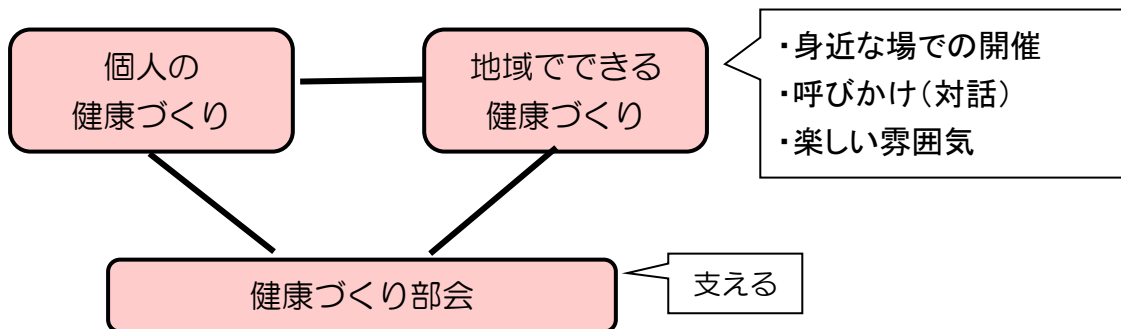 個人の
健康づくり
地域でできる
健康づくり
・身近な場での開催
・呼びかけ(対話)
・楽しい雰囲気
健康づくり部会
支える